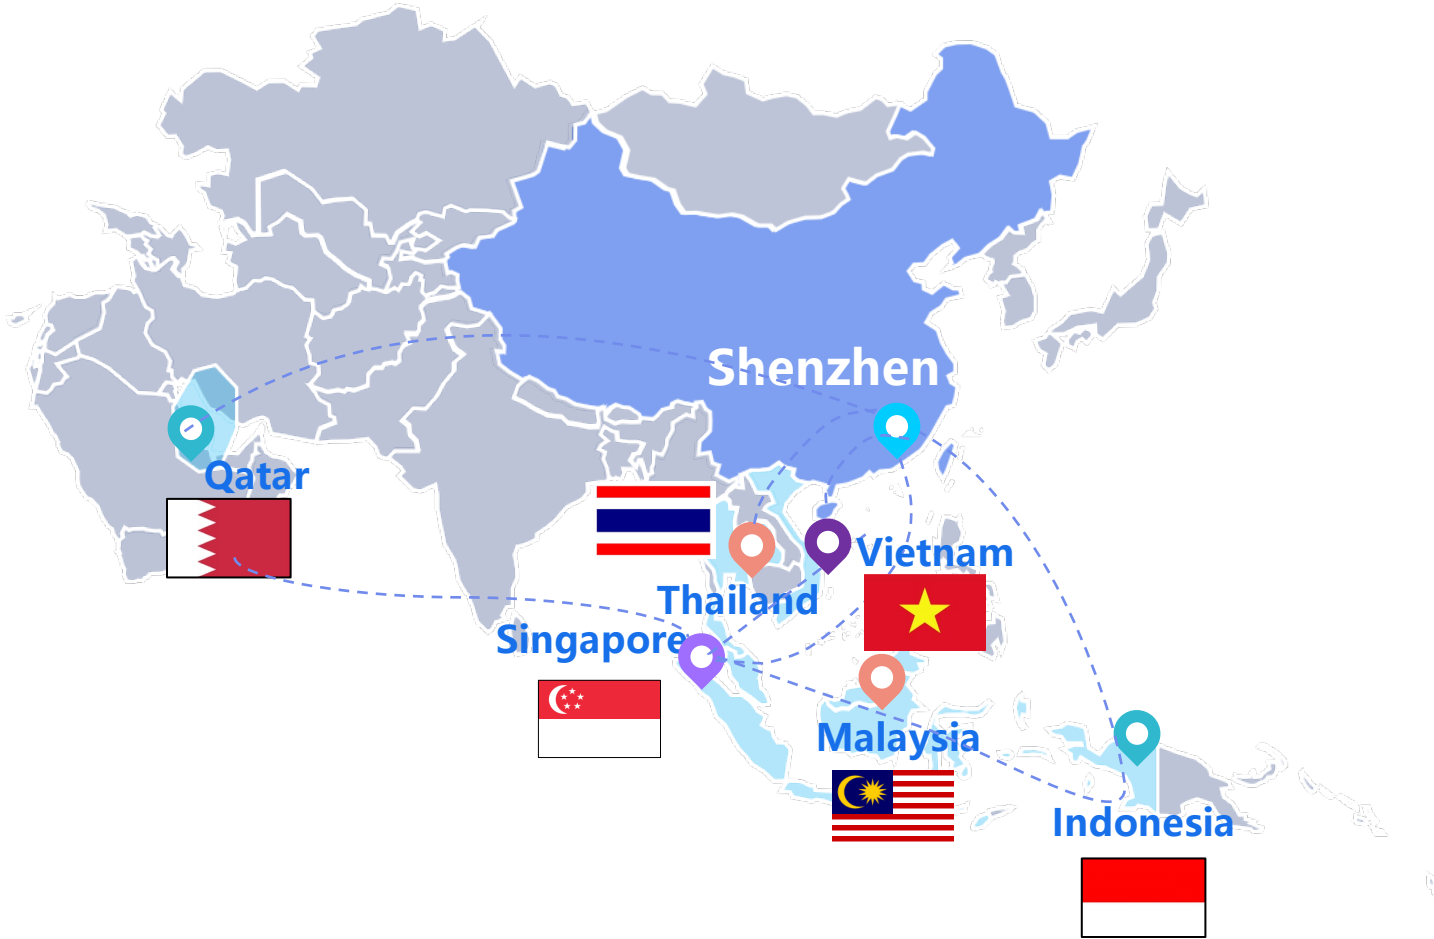 Shenzhen
Qatar
Vietnam
Thailand
Singapore
Malaysia
Indonesia